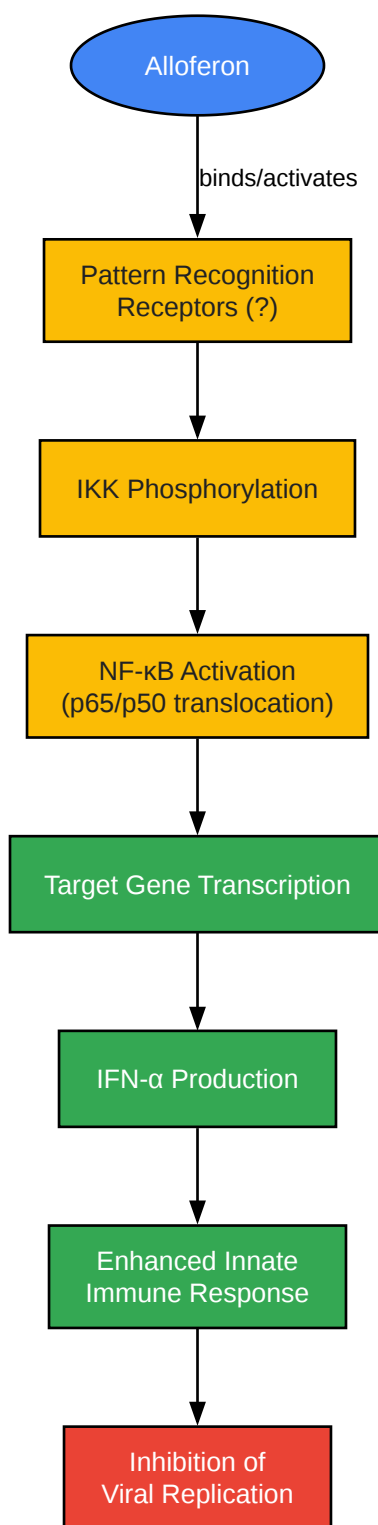 Alloferon
binds/activates
Pattern Recognition
Receptors (?)
IKK Phosphorylation
NF-κB Activation
(p65/p50 translocation)
Target Gene Transcription
IFN-α Production
Enhanced Innate
Immune Response
Inhibition of
Viral Replication